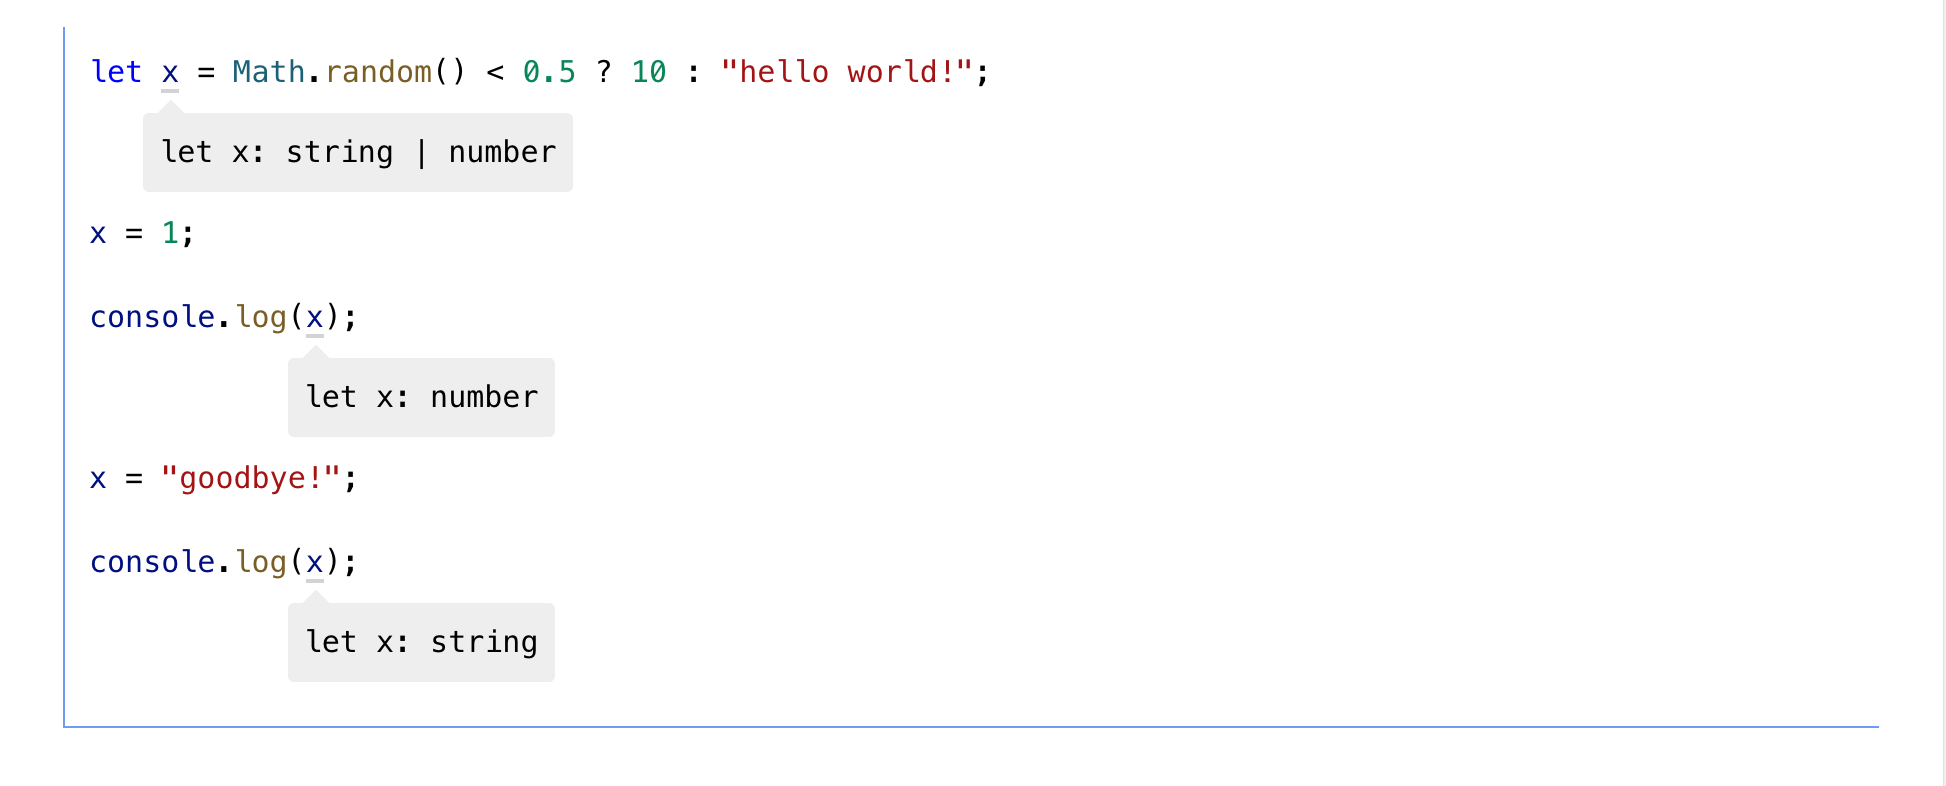 let x = Math.random() < 0.5 ? 10 : "hello world!";
let x: string | number
x = 1;
console.log(x);
let x: number
x = "goodbye!";
console.log(x);
let x: string